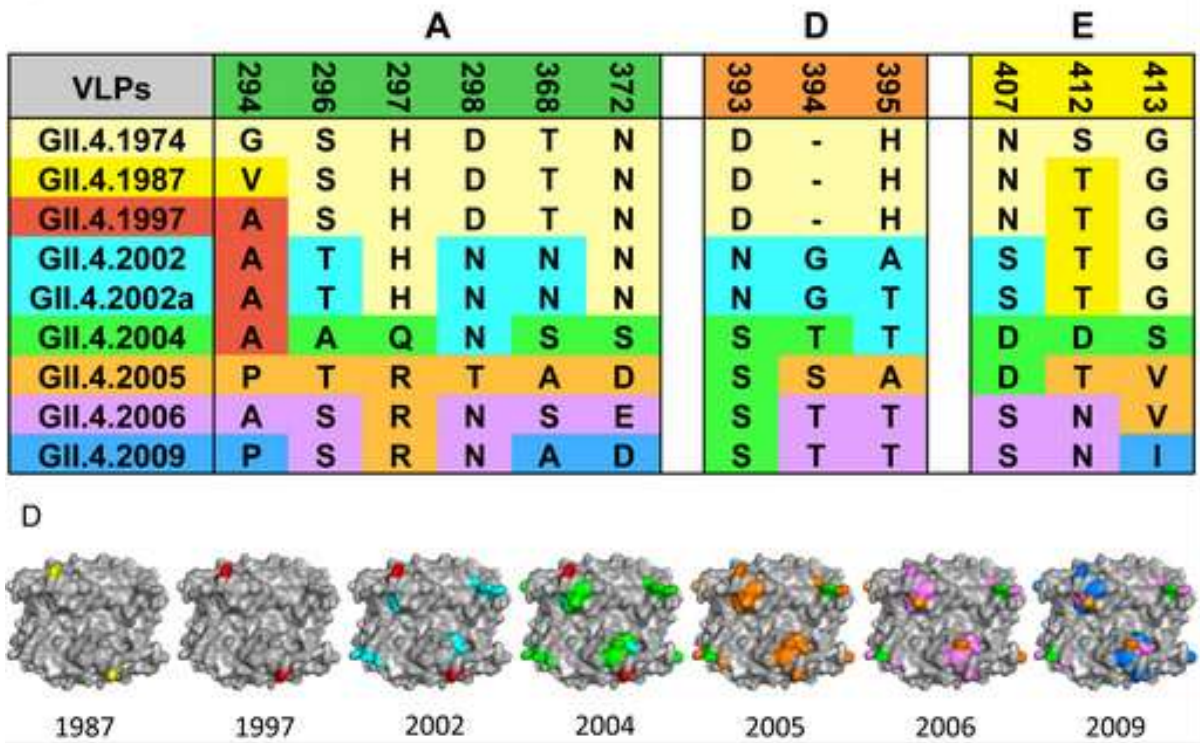 A D E
VLPs 294 296 297 298 368 372 393 394 395 407 412 413
GII.4.1974 G S H D T N D - H N S G
GII.4.1987 V S H D T N D - H N T G
GII.4.1997 A S H D T N D - H N T G
GII.4.2002 A T H N N N N G A S T G
GII.4.2002a A T H N N N N G T S T G
GII.4.2004 A A Q N S S S T T D D S
GII.4.2005 P T R T A D S S A D T V
GII.4.2006 A S R N S E S T T S N V
GII.4.2009 P S R N A D S T T S N I
D
1987 1997 2002 2004 2005 2006 2009